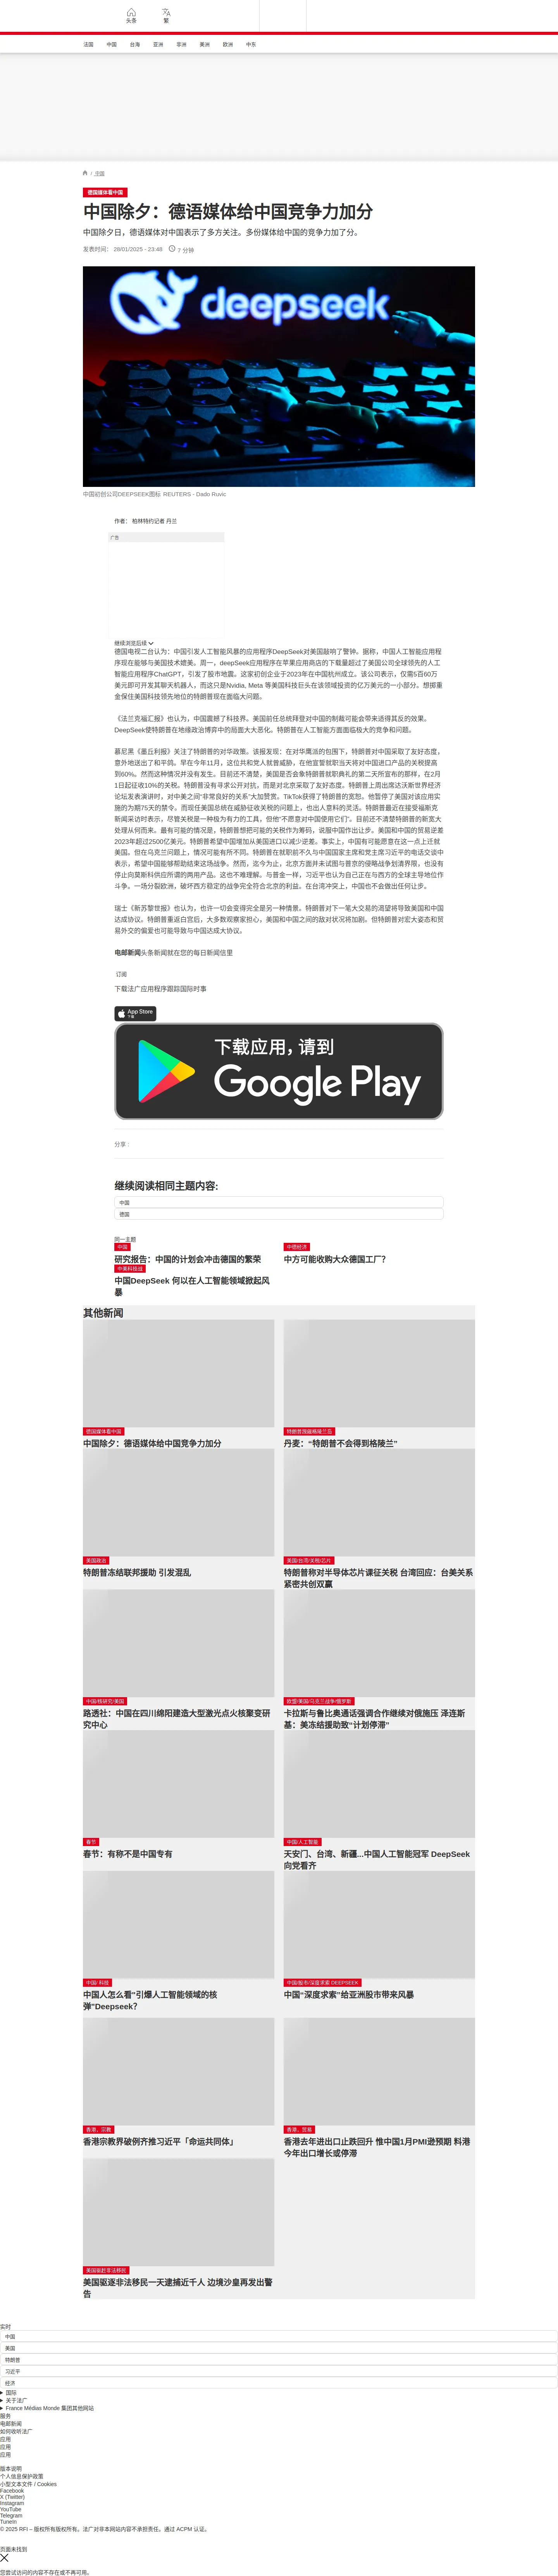 头条
繁
法国
中国
台海
亚洲
非洲
美洲
欧洲
中东
/ 法国
德国媒体看中国
中国除夕：德语媒体给中国竞争力加分
中国除夕日，德语媒体对中国表示了多方关注。多份媒体给中国的竞争力加了分。
发表时间： 28/01/2025 - 23:48
7 分钟
deepseek
中国初创公司DEEPSEEK图标 REUTERS - Dado Ruvic
作者： 柏林特约记者 丹兰
广告
继续浏览后续
德国电视二台认为：中国引发人工智能风暴的应用程序DeepSeek对美国敲响了警钟。据称，中国人工智能应用程
序现在能够与美国技术媲美。周一，deepSeek应用程序在苹果应用商店的下载量超过了美国公司全球领先的人工
智能应用程序ChatGPT，引发了股市地震。这家初创企业于2023年在中国杭州成立。该公司表示，仅需5百60万
美元即可开发其聊天机器人，而这只是Nvidia, Meta 等美国科技巨头在该领域投资的亿万美元的一小部分。想掷重
金保住美国科技领先地位的特朗普现在面临大问题。
《法兰克福汇报》也认为，中国震撼了科技界。美国前任总统拜登对中国的制裁可能会带来适得其反的效果。
DeepSeek使特朗普在地缘政治博弈中的局面大大恶化。特朗普在人工智能方面面临极大的竞争和问题。
慕尼黑《墨丘利报》关注了特朗普的对华政策。该报发现：在对华鹰派的包围下，特朗普对中国采取了友好态度，
意外地送出了和平鸽。早在今年11月，这位共和党人就曾威胁，在他宣誓就职当天将对中国进口产品的关税提高
到60%。然而这种情况并没有发生。目前还不清楚，美国是否会象特朗普就职典礼的第二天所宣布的那样，在2月
1日起征收10%的关税。特朗普没有寻求公开对抗，而是对北京采取了友好态度。特朗普上周出席达沃斯世界经济
论坛发表演讲时，对中美之间“非常良好的关系”大加赞赏。TikTok获得了特朗普的宽恕。他暂停了美国对该应用实
施的为期75天的禁令。而现任美国总统在威胁征收关税的问题上，也出人意料的灵活。特朗普最近在接受福斯克
新闻采访时表示，尽管关税是一种极为有力的工具，但他“不愿意对中国使用它们”。目前还不清楚特朗普的新宽大
处理从何而来。最有可能的情况是，特朗普想把可能的关税作为筹码，说服中国作出让步。美国和中国的贸易逆差
2023年超过2500亿美元。特朗普希望中国增加从美国进口以减少逆差。事实上，中国有可能愿意在这一点上迁就
美国。但在乌克兰问题上，情况可能有所不同。特朗普在就职前不久与中国国家主席和党主席习近平的电话交谈中
表示，希望中国能够帮助结束这场战争。然而，迄今为止，北京方面并未试图与普京的侵略战争划清界限，也没有
停止向莫斯科供应所谓的两用产品。这也不难理解。与普金一样，习近平也认为自己正在与西方的全球主导地位作
斗争。一场分裂欧洲，破坏西方稳定的战争完全符合北京的利益。在台湾冲突上，中国也不会做出任何让步。
瑞士《新苏黎世报》也认为，也许一切会变得完全是另一种情景。特朗普对下一笔大交易的渴望将导致美国和中国
达成协议。特朗普重返白宫后，大多数观察家担心，美国和中国之间的敌对状况将加剧。但特朗普对宏大姿态和贸
易外交的偏爱也可能导致与中国达成大协议。
电邮新闻头条新闻就在您的每日新闻信里
订阅
下载法广应用程序跟踪国际时事
App Store
下载
下载应用，请到
Google Play
分享 :
继续阅读相同主题内容:
中国
德国
同一主题
中国
研究报告：中国的计划会冲击德国的繁荣
中德经济
中方可能收购大众德国工厂？
中美科技战
中国DeepSeek 何以在人工智能领域掀起风
暴
其他新闻
德国媒体看中国
中国除夕：德语媒体给中国竞争力加分
特朗普觊觎格陵兰岛
丹麦：“特朗普不会得到格陵兰”
美国政治
特朗普冻结联邦援助 引发混乱
美国/台湾/关税/芯片
特朗普称对半导体芯片课征关税 台湾回应：台美关系
紧密共创双赢
中国/核研究/美国
路透社：中国在四川绵阳建造大型激光点火核聚变研
究中心
欧盟/美国/乌克兰战争/俄罗斯
卡拉斯与鲁比奥通话强调合作继续对俄施压 泽连斯
基：美冻结援助致“计划停滞”
春节
春节：有称不是中国专有
中国/人工智能
天安门、台湾、新疆...中国人工智能冠军 DeepSeek
向党看齐
中国/ 科技
中国人怎么看“引爆人工智能领域的核
弹”Deepseek？
中国/股市/深度求索 DEEPSEEK
中国“深度求索”给亚洲股市带来风暴
香港、宗教
香港宗教界破例齐推习近平「命运共同体」
香港、贸易
香港去年进出口止跌回升 惟中国1月PMI逊预期 料港
今年出口增长或停滞
美国驱赶非法移民
美国驱逐非法移民一天逮捕近千人 边境沙皇再发出警
告
实时
中国
美国
特朗普
习近平
经济
国际
关于法广
France Médias Monde 集团其他网站
服务
电邮新闻
如何收听法广
应用
应用
应用
版本说明
个人信息保护政策
小型文本文件 / Cookies
Facebook
X (Twitter)
Instagram
YouTube
Telegram
TuneIn
© 2025 RFI – 版权所有版权所有。法广对非本网站内容不承担责任。通过 ACPM 认证。
页面未找到
您尝试访问的内容不存在或不再可用。